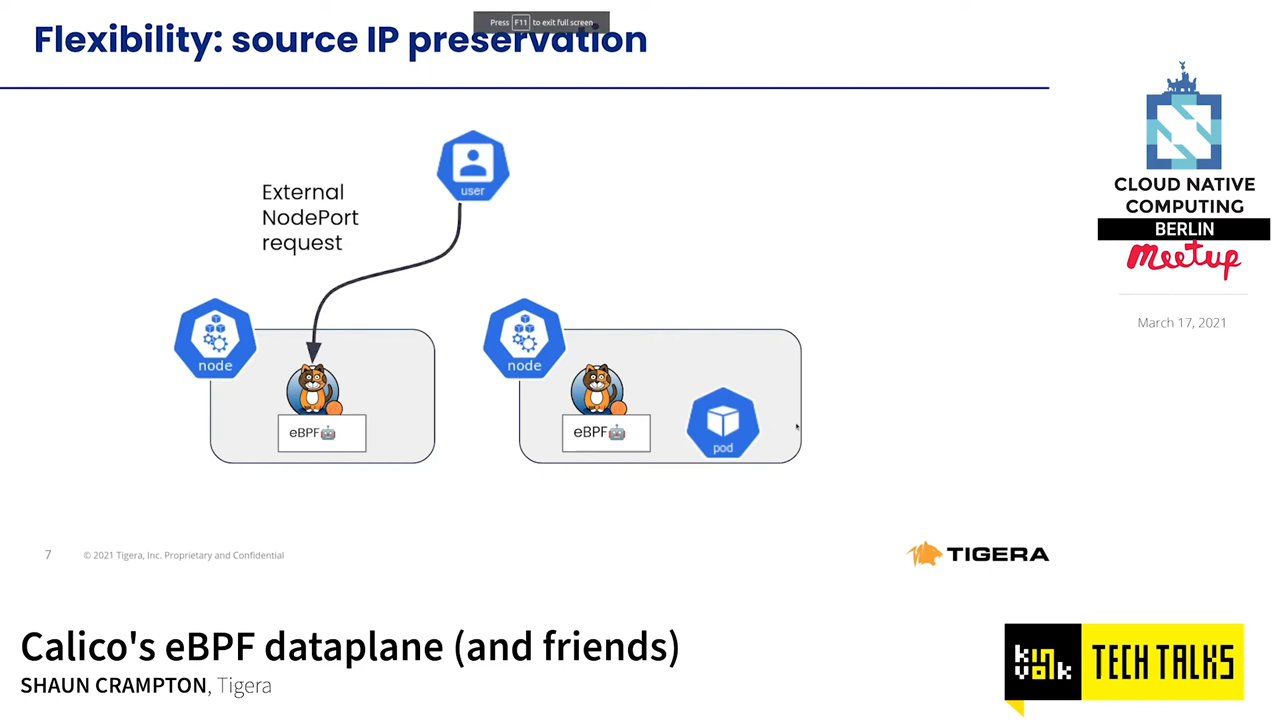 Flexibility: source IP preservation
Press F11 to exit full screen
External
NodePort
request
user
node
eBPF
node
eBPF
pod
7
© 2021 Tigera, Inc. Proprietary and Confidential
TIGERA
CLOUD NATIVE
COMPUTING
BERLIN
meetup
March 17, 2021
Calico's eBPF dataplane (and friends)
SHAUN CRAMPTON, Tigera
kinvolk
TECH TALKS